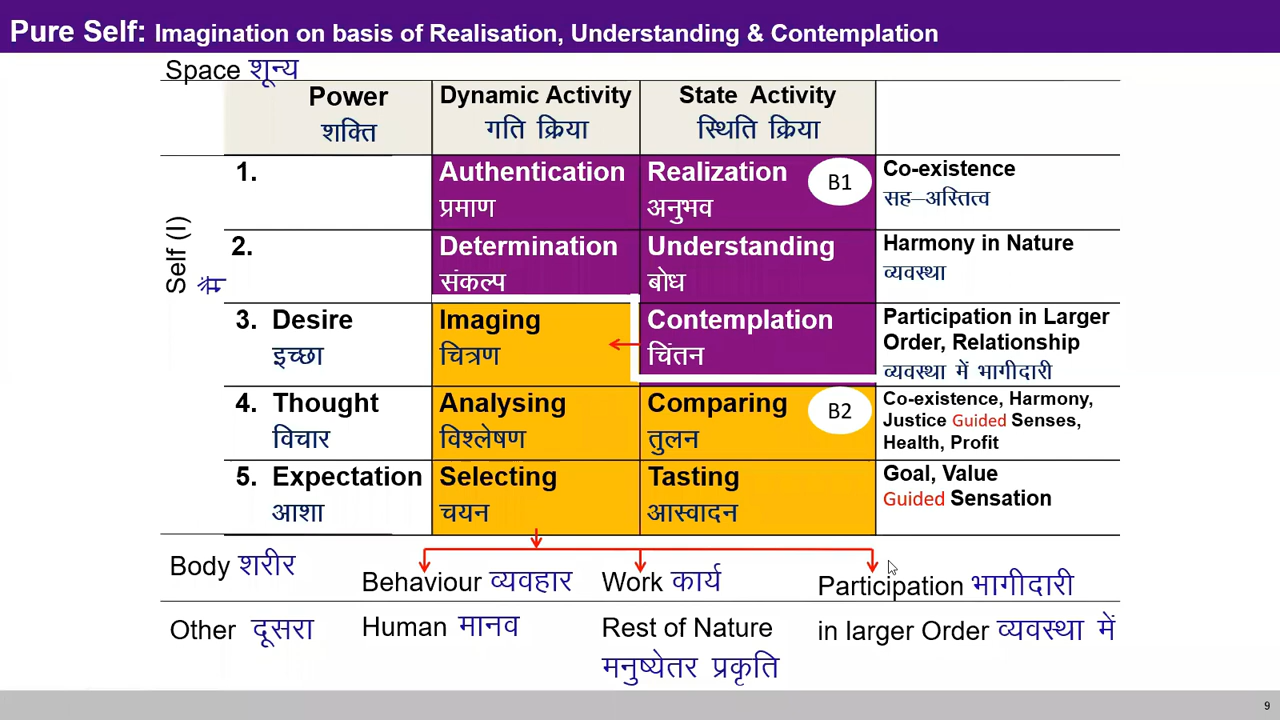 Pure Self: Imagination on basis of Realisation, Understanding & Contemplation
Space शून्य
Power
शक्ति
Dynamic Activity
गति क्रिया
State Activity
स्थिति क्रिया
Self (I)
मैं
1.
Authentication
प्रमाण
Realization
अनुभव
B1
Co-existence
सह–अस्तित्व
2.
Determination
संकल्प
Understanding
बोध
Harmony in Nature
व्यवस्था
3. Desire
इच्छा
Imaging
चित्रण
Contemplation
चिंतन
Participation in Larger
Order, Relationship
व्यवस्था में भागीदारी
4. Thought
विचार
Analysing
विश्लेषण
Comparing
तुलन
B2
Co-existence, Harmony,
Justice Guided Senses,
Health, Profit
5. Expectation
आशा
Selecting
चयन
Tasting
आस्वादन
Goal, Value
Guided Sensation
Body शरीर
Behaviour व्यवहार
Work कार्य
Participation भागीदारी
Other दूसरा
Human मानव
Rest of Nature
मनुष्येतर प्रकृति
in larger Order व्यवस्था में
9